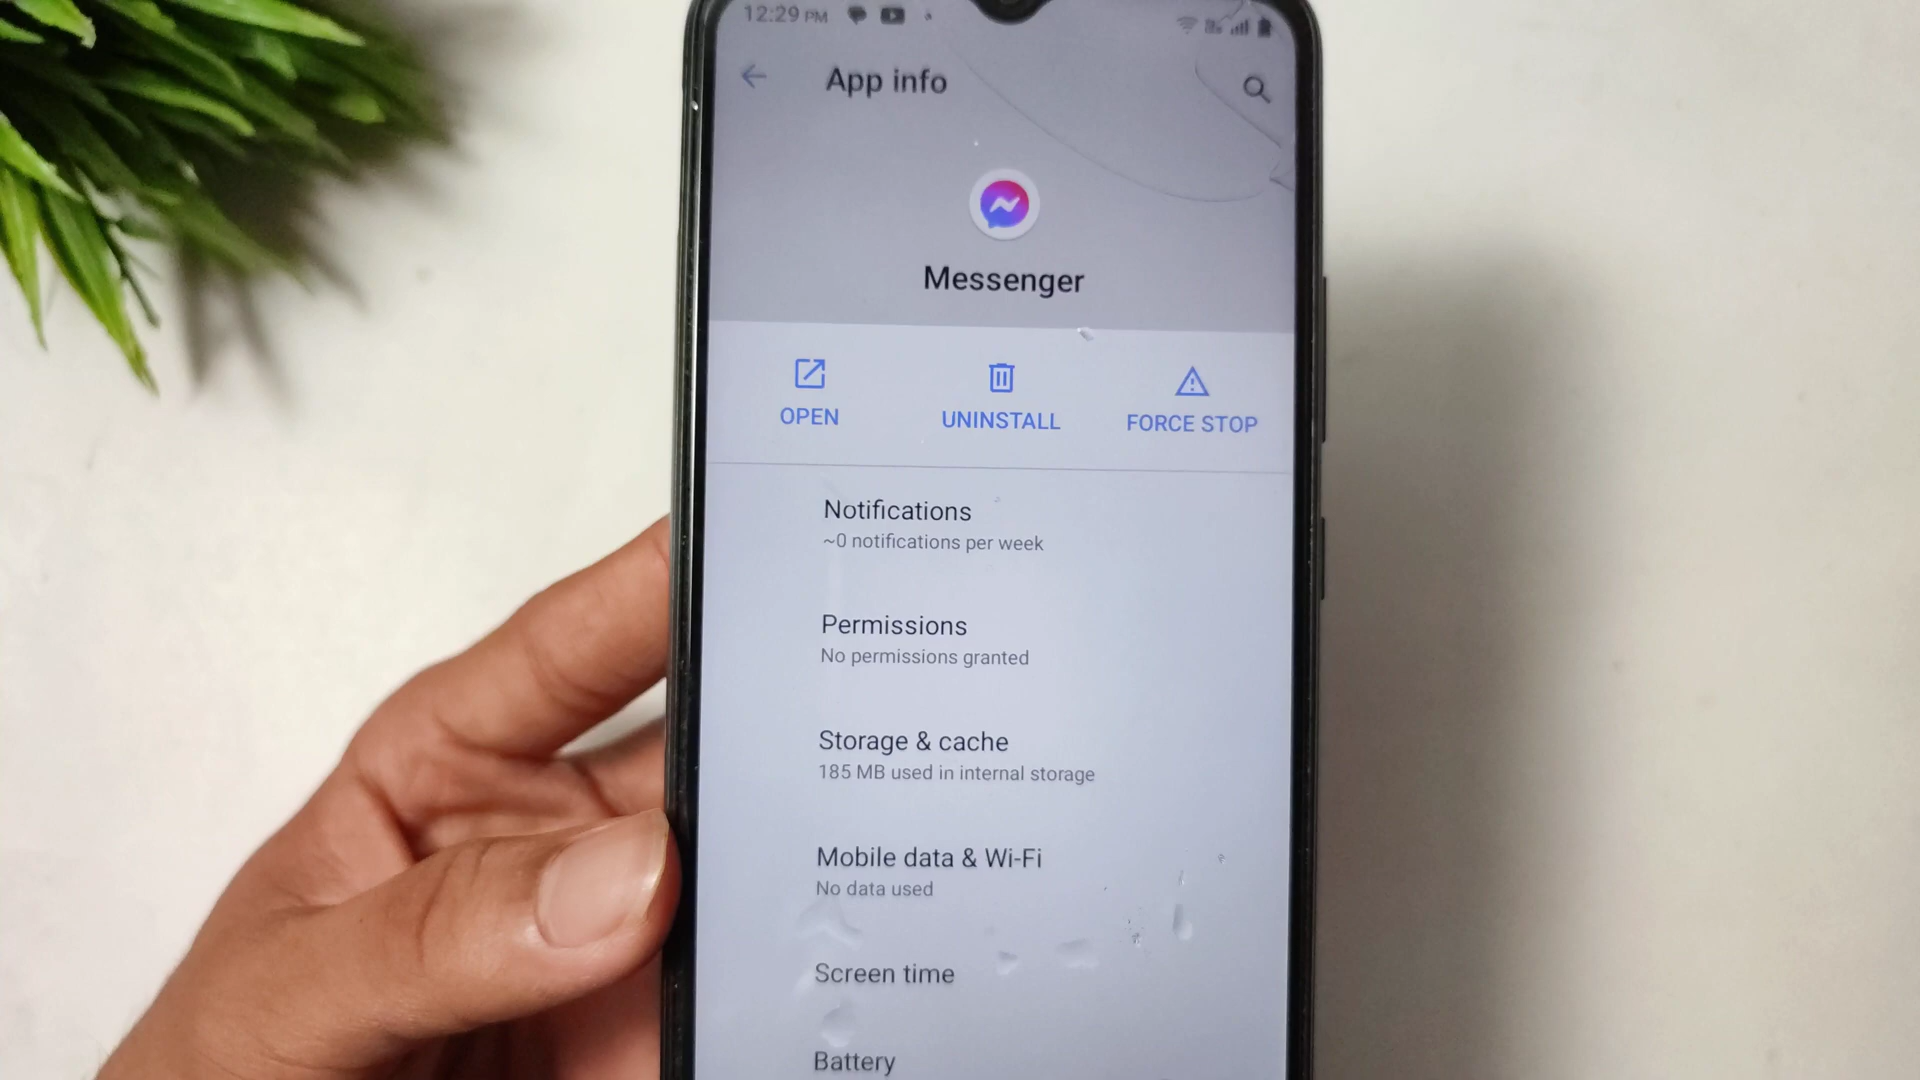 12:29 PM
App info
Messenger
OPEN
UNINSTALL
FORCE STOP
Notifications
~0 notifications per week
Permissions
No permissions granted
Storage & cache
185 MB used in internal storage
Mobile data & Wi-Fi
No data used
Screen time
Battery